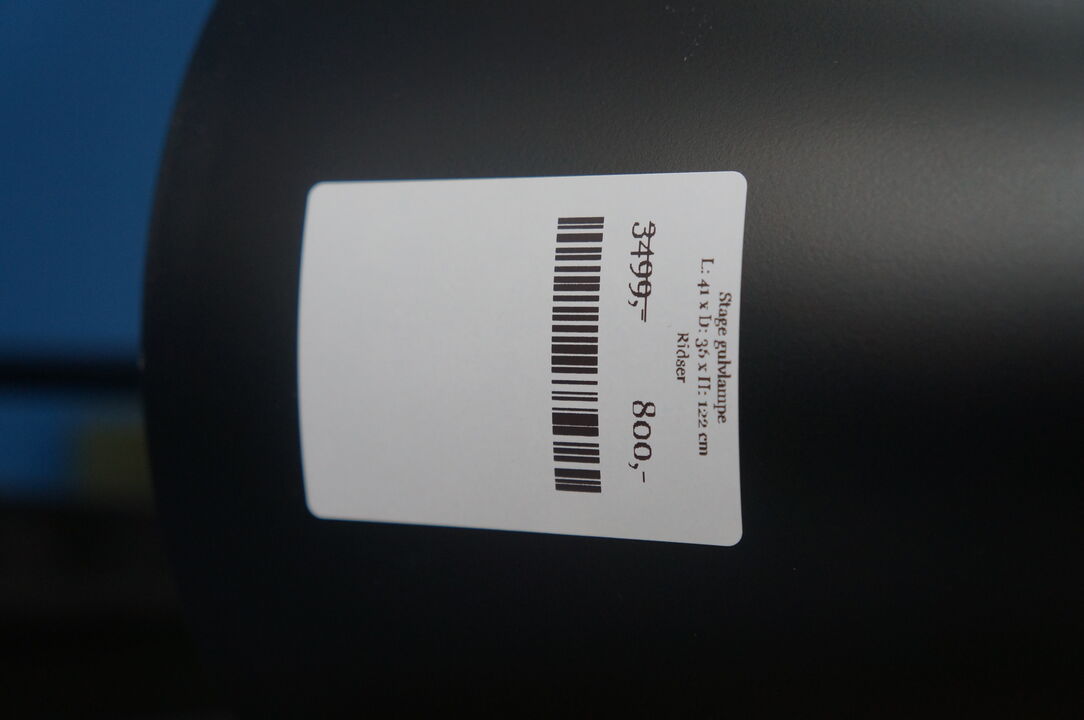 Stage gulvlampe
L: 41 x D: 36 x H: 122 cm
Ridser
3499,- 800,-